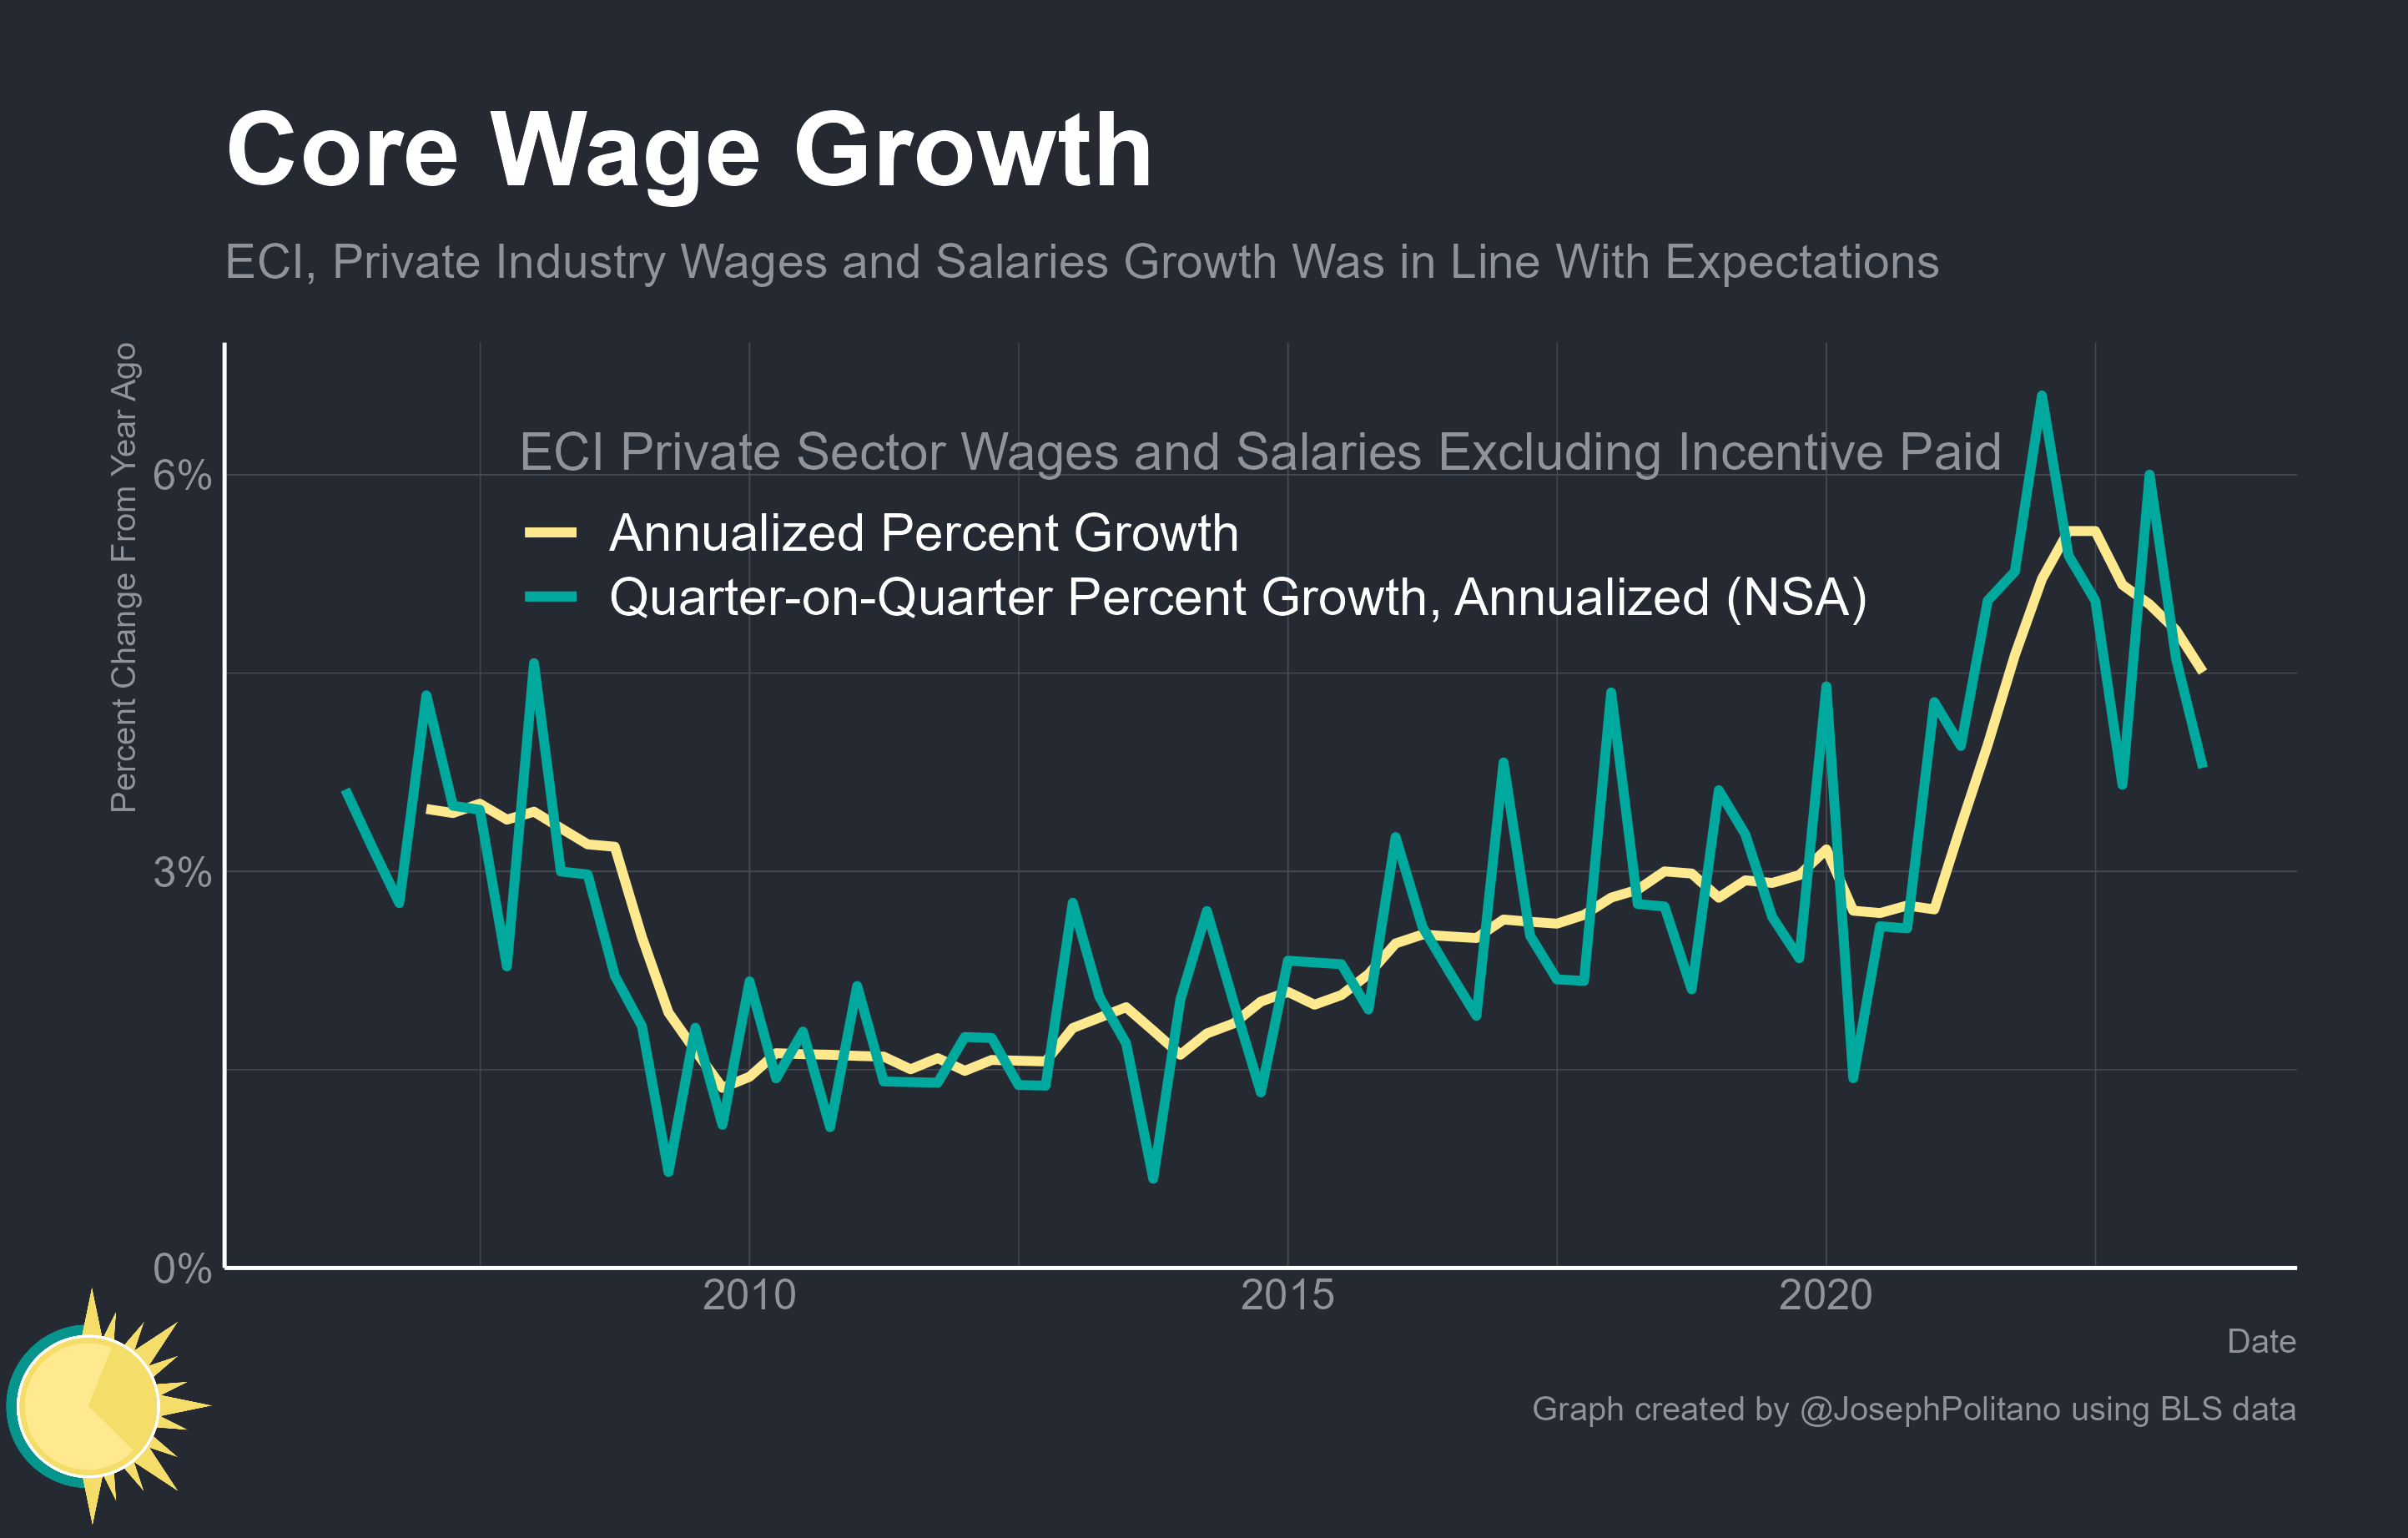 Core Wage Growth
ECI, Private Industry Wages and Salaries Growth Was in Line With Expectations
Percent Change From Year Ago
ECI Private Sector Wages and Salaries Excluding Incentive Paid
Annualized Percent Growth
Quarter-on-Quarter Percent Growth, Annualized (NSA)
6%
3%
0%
2010 2015 2020
Date
Graph created by @JosephPolitano using BLS data